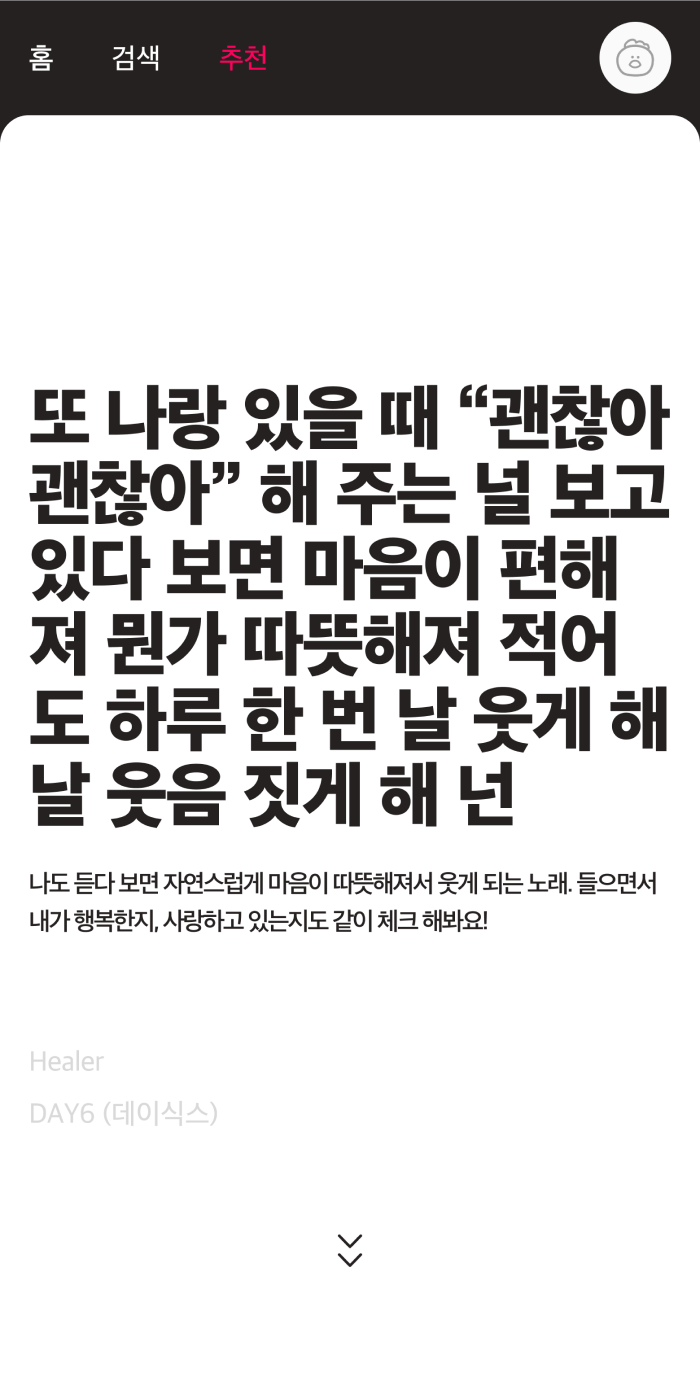 홈 검색 추천
또 나랑 있을 때 “괜찮아
괜찮아” 해 주는 널 보고
있다 보면 마음이 편해
져 뭔가 따뜻해져 적어
도 하루 한 번 날 웃게 해
날 웃음 짓게 해 넌
나도 듣다 보면 자연스럽게 마음이 따뜻해져서 웃게 되는 노래. 들으면서
내가 행복한지, 사랑하고 있는지도 같이 체크 해봐요!
Healer
DAY6 (데이식스)